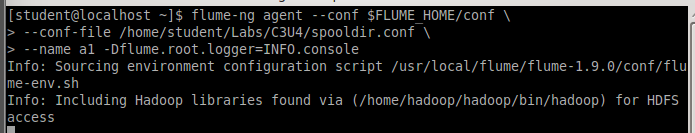 [student@localhost ~]$ flume-ng agent --conf $FLUME_HOME/conf \
> --conf-file /home/student/Labs/C3U4/spooldir.conf \
> --name a1 -Dflume.root.logger=INFO.console
Info: Sourcing environment configuration script /usr/local/flume/flume-1.9.0/conf/flu
me-env.sh
Info: Including Hadoop libraries found via (/home/hadoop/hadoop/bin/hadoop) for HDFS
access